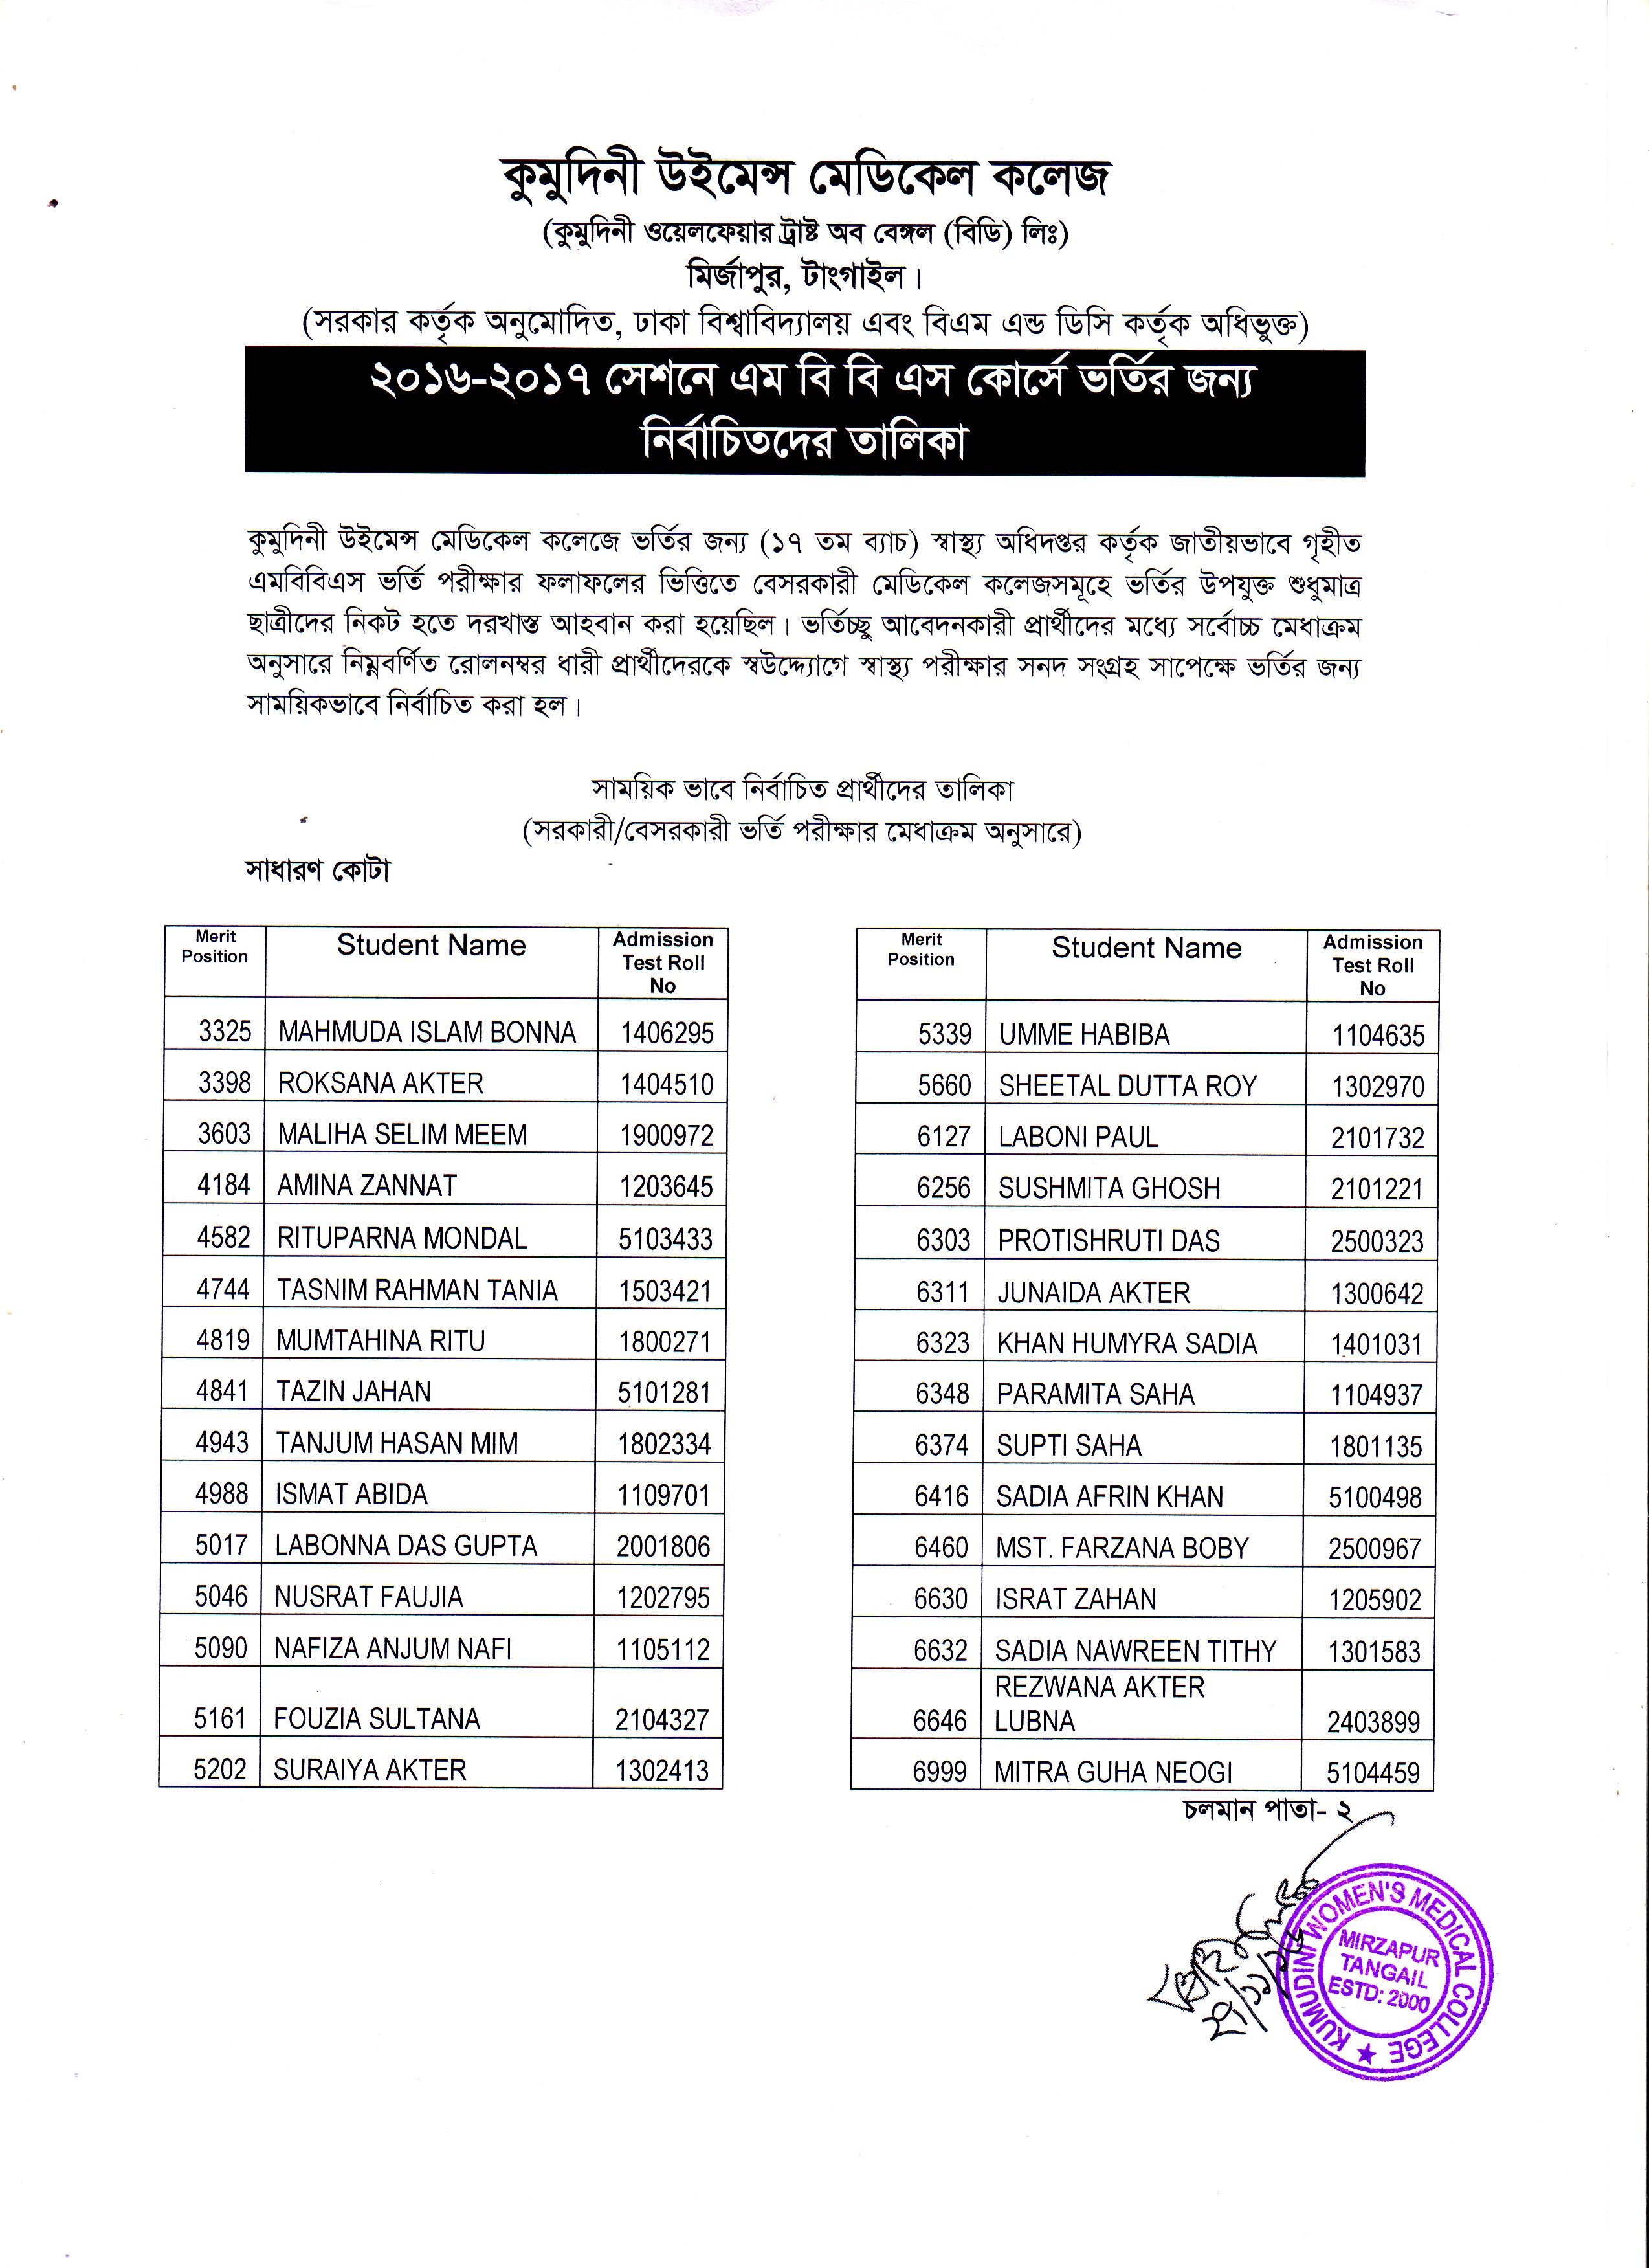 কুমুদিনী উইমেন্স মেডিকেল কলেজ
(কুমুদিনী ওয়েলফেয়ার ট্রাষ্ট অব বেঙ্গল (বিডি) লিঃ)
মির্জাপুর, টাংগাইল।
(সরকার কর্তৃক অনুমোদিত, ঢাকা বিশ্বাবিদ্যালয় এবং বিএম এন্ড ডিসি কর্তৃক অধিভুক্ত)
২০১৬-২০১৭ সেশনে এম বি বি এস কোর্সে ভর্তির জন্য
নির্বাচিতদের তালিকা
কুমুদিনী উইমেন্স মেডিকেল কলেজে ভর্তির জন্য (১৭ তম ব্যাচ) স্বাস্থ্য অধিদপ্তর কর্তৃক জাতীয়ভাবে গৃহীত
এমবিবিএস ভর্তি পরীক্ষার ফলাফলের ভিত্তিতে বেসরকারী মেডিকেল কলেজসমূহে ভর্তির উপযুক্ত শুধুমাত্র
ছাত্রীদের নিকট হতে দরখাস্ত আহবান করা হয়েছিল। ভর্তিচ্ছু আবেদনকারী প্রার্থীদের মধ্যে সর্বোচ্চ মেধাক্রম
অনুসারে নিম্নবর্ণিত রোলনম্বর ধারী প্রার্থীদেরকে স্বউদ্দ্যোগে স্বাস্থ্য পরীক্ষার সনদ সংগ্রহ সাপেক্ষে ভর্তির জন্য
সাময়িকভাবে নির্বাচিত করা হল।
সাময়িক ভাবে নির্বাচিত প্রার্থীদের তালিকা
(সরকারী/বেসরকারী ভর্তি পরীক্ষার মেধাক্রম অনুসারে)
সাধারণ কোটা
Merit Position Student Name Admission Test Roll No
3325 MAHMUDA ISLAM BONNA 1406295
3398 ROKSANA AKTER 1404510
3603 MALIHA SELIM MEEM 1900972
4184 AMINA ZANNAT 1203645
4582 RITUPARNA MONDAL 5103433
4744 TASNIM RAHMAN TANIA 1503421
4819 MUMTAHINA RITU 1800271
4841 TAZIN JAHAN 5101281
4943 TANJUM HASAN MIM 1802334
4988 ISMAT ABIDA 1109701
5017 LABONNA DAS GUPTA 2001806
5046 NUSRAT FAUJIA 1202795
5090 NAFIZA ANJUM NAFI 1105112
5161 FOUZIA SULTANA 2104327
5202 SURAIYA AKTER 1302413
Merit Position Student Name Admission Test Roll No
5339 UMME HABIBA 1104635
5660 SHEETAL DUTTA ROY 1302970
6127 LABONI PAUL 2101732
6256 SUSHMITA GHOSH 2101221
6303 PROTISHRUTI DAS 2500323
6311 JUNAIDA AKTER 1300642
6323 KHAN HUMYRA SADIA 1401031
6348 PARAMITA SAHA 1104937
6374 SUPTI SAHA 1801135
6416 SADIA AFRIN KHAN 5100498
6460 MST. FARZANA BOBY 2500967
6630 ISRAT ZAHAN 1205902
6632 SADIA NAWREEN TITHY 1301583
6646 REZWANA AKTER LUBNA 2403899
6999 MITRA GUHA NEOGI 5104459
চলমান পাতা- ২
KUMUDINI WOMEN'S MEDICAL COLLEGE
MIRZAPUR
TANGAIL
ESTD: 2000